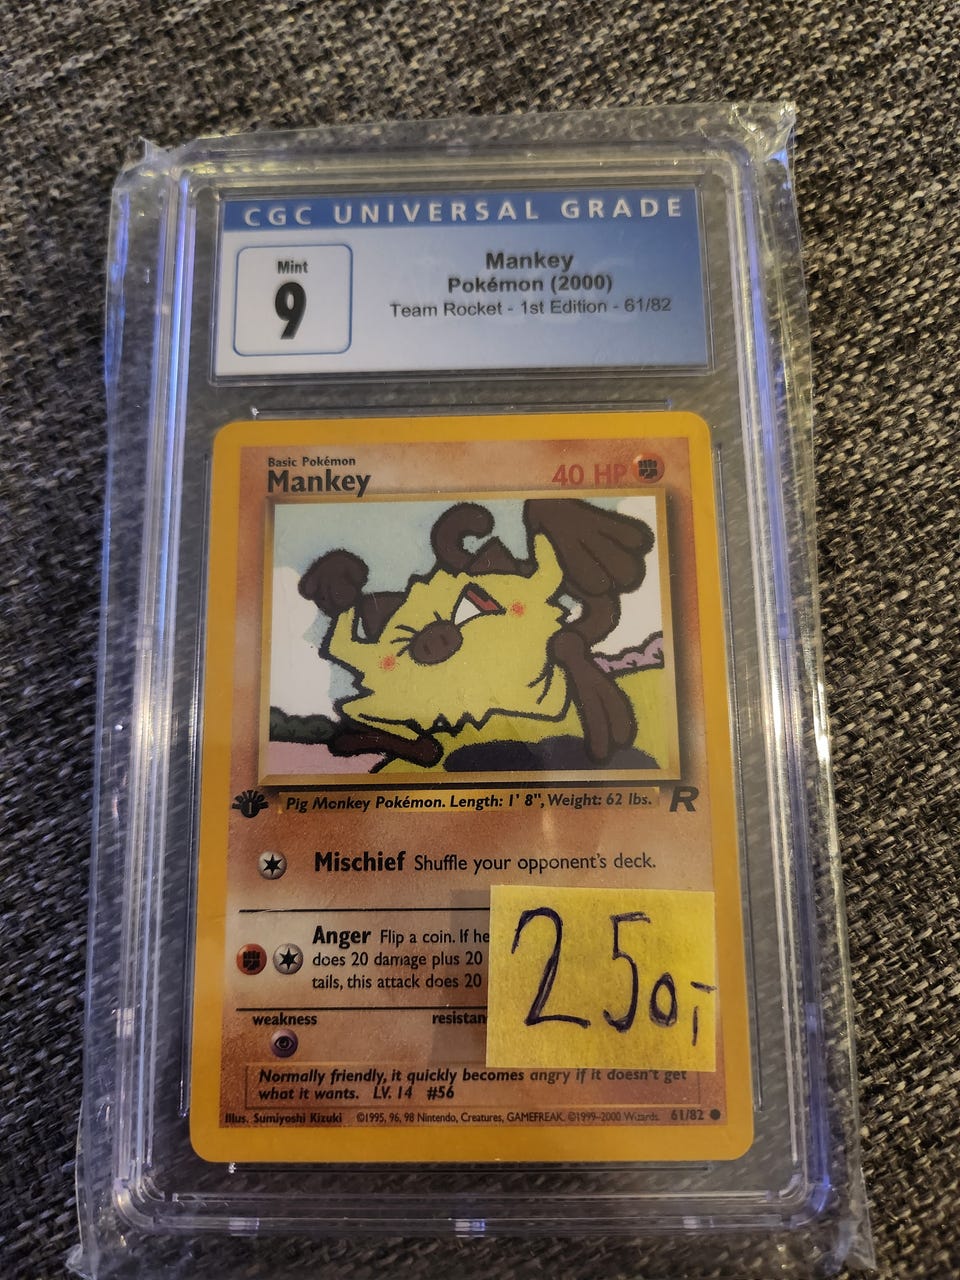 CGC UNIVERSAL GRADE
Mint
9
Mankey
Pokémon (2000)
Team Rocket - 1st Edition - 61/82
Basic Pokémon
Mankey
40 HP
1
Pig Monkey Pokémon. Length: 1' 8", Weight: 62 lbs.
R
Mischief Shuffle your opponent's deck.
Anger Flip a coin. If he
does 20 damage plus 20
tails, this attack does 20
250,-
weakness
resistan
Normally friendly, it quickly becomes angry if it doesn't get
what it wants. LV. 14 #56
Illus. Sumiyoshi Kizuki ©1995, 96, 98 Nintendo, Creatures, GAMEFREAK. ©1999-2000 Wizards. 61/82